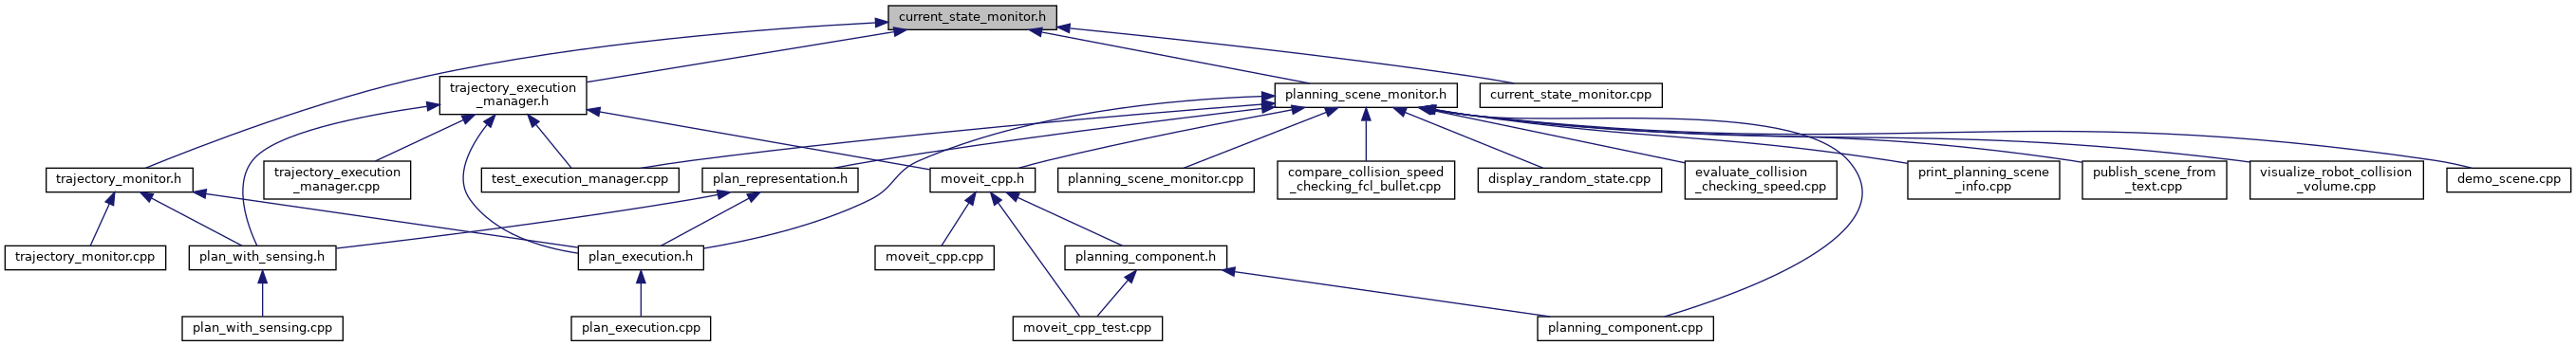 current_state_monitor.h
trajectory_execution
_manager.h
planning_scene_monitor.h
current_state_monitor.cpp
trajectory_monitor.h
trajectory_execution
_manager.cpp
test_execution_manager.cpp
plan_representation.h
moveit_cpp.h
planning_scene_monitor.cpp
compare_collision_speed
_checking_fcl_bullet.cpp
display_random_state.cpp
evaluate_collision
_checking_speed.cpp
print_planning_scene
_info.cpp
publish_scene_from
_text.cpp
visualize_robot_collision
_volume.cpp
demo_scene.cpp
trajectory_monitor.cpp
plan_with_sensing.h
plan_execution.h
moveit_cpp.cpp
planning_component.h
plan_with_sensing.cpp
plan_execution.cpp
moveit_cpp_test.cpp
planning_component.cpp